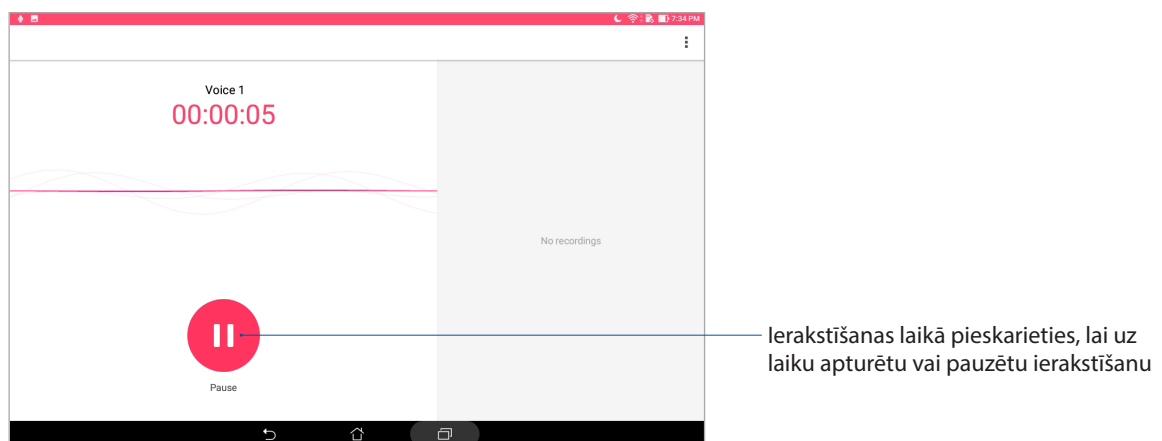 7:34 PM
Voice 1
00:00:05
No recordings
Pause
Ierakstīšanas laikā pieskarieties, lai uz
laiku apturētu vai pauzētu ierakstīšanu